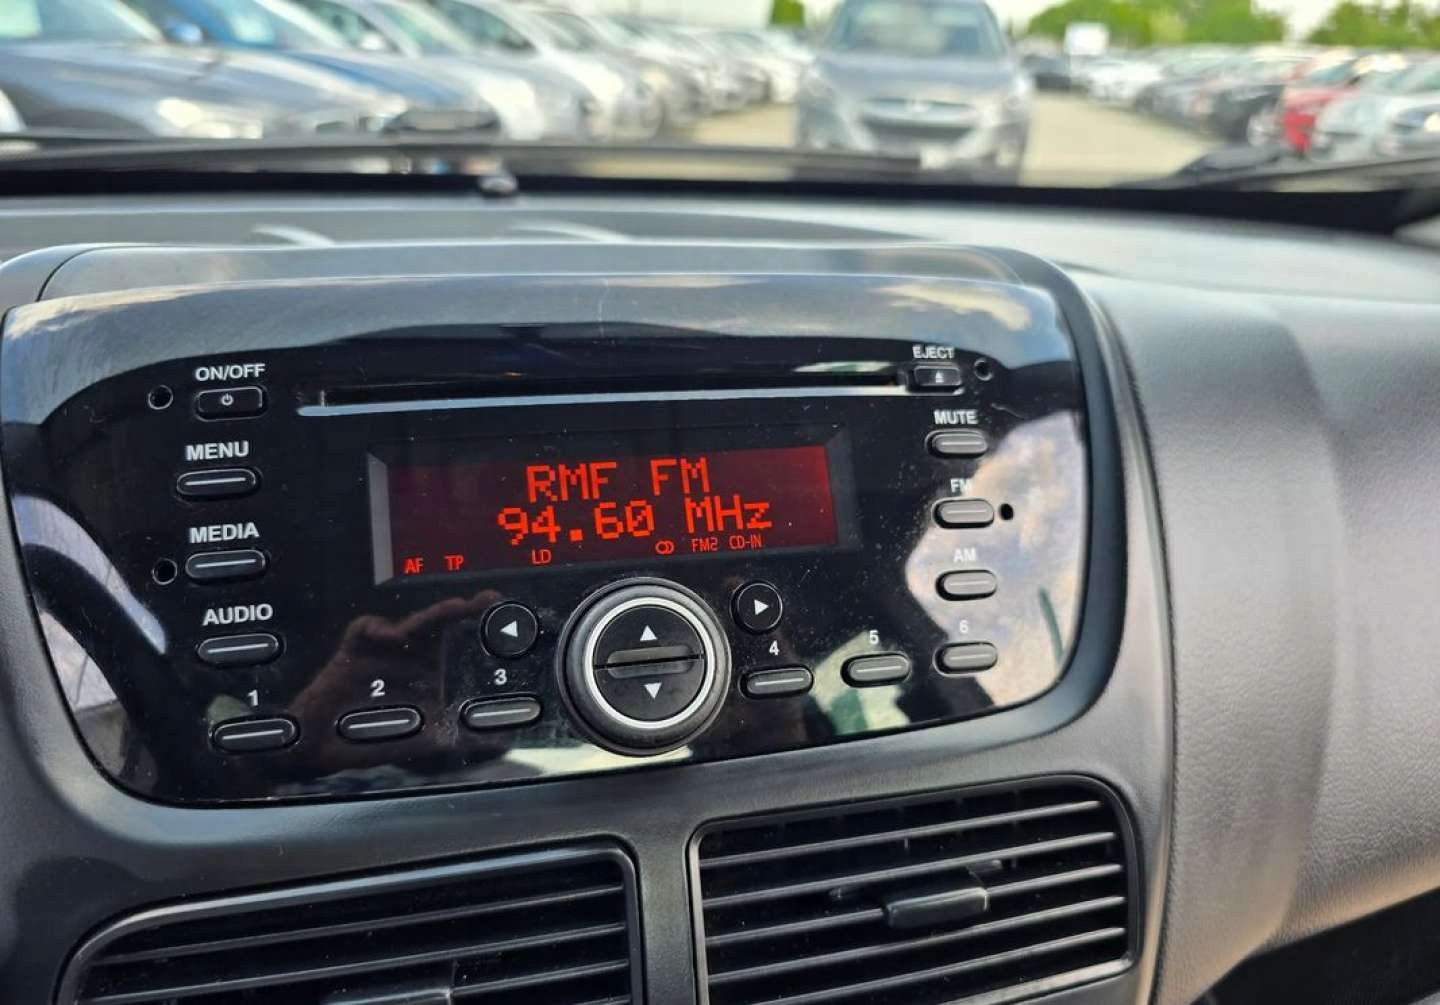 ON/OFF
EJECT
MENU
MUTE
RMF FM
FM
94.60 MHz
MEDIA
AF TP LD FM2 CD-IN
AM
AUDIO
1
2
3
4
5
6